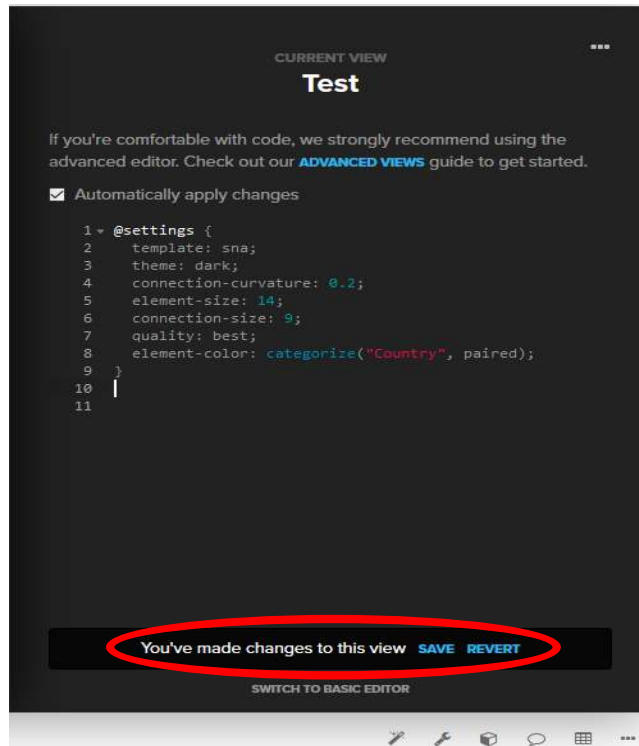 CURRENT VIEW
Test
If you're comfortable with code, we strongly recommend using the
advanced editor. Check out our ADVANCED VIEWS guide to get started.
Automatically apply changes
1 @settings {
2 template: sna;
3 theme: dark;
4 connection-curvature: 0.2;
5 element-size: 14;
6 connection-size: 9;
7 quality: best;
8 element-color: categorize("Country", paired);
9 }
10
11
You've made changes to this view SAVE REVERT
SWITCH TO BASIC EDITOR